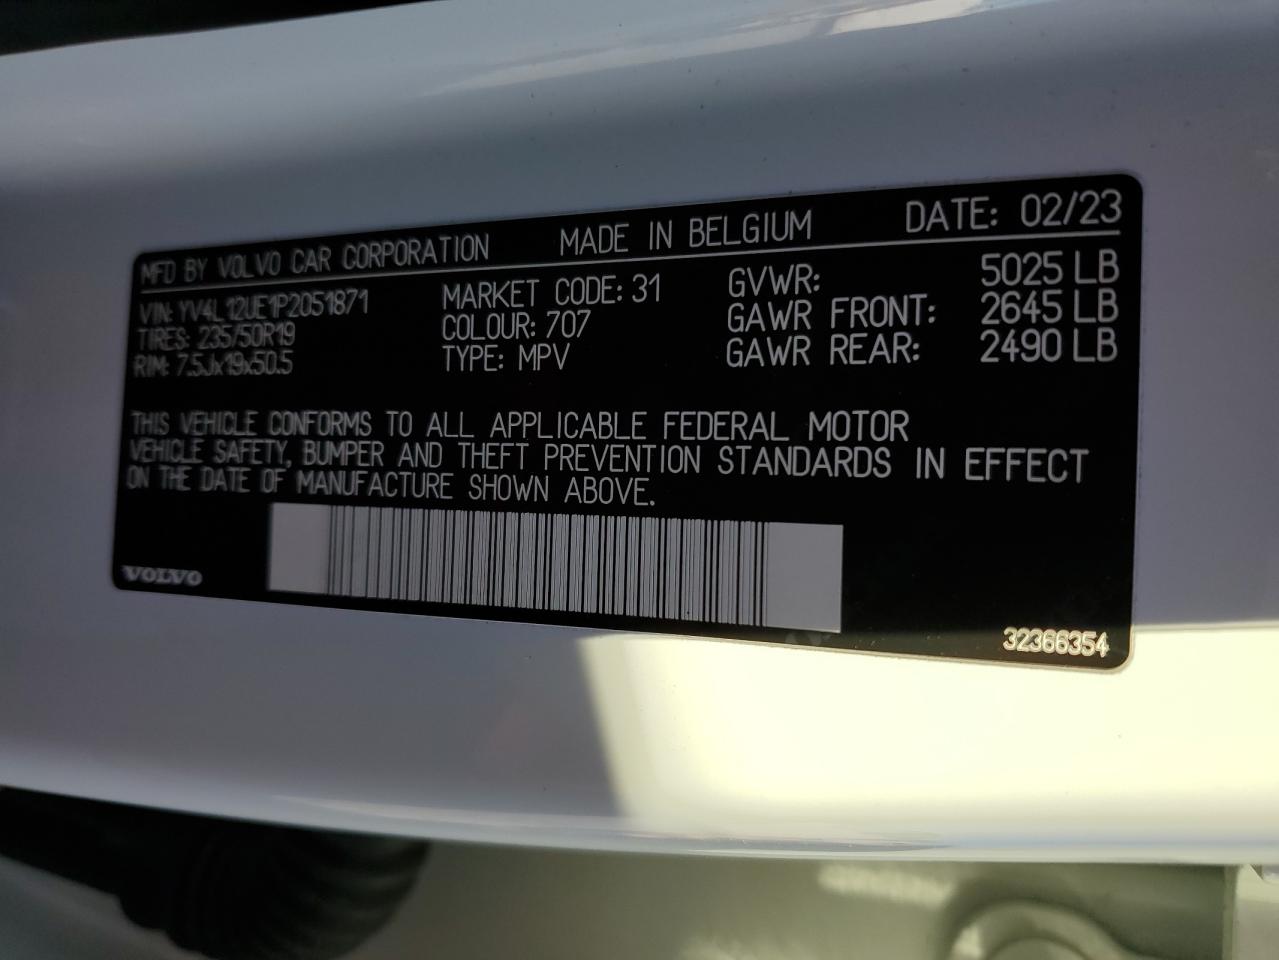 MFD BY VOLVO CAR CORPORATION MADE IN BELGIUM DATE: 02/23
VIN: YV4L12UE1P2051871 MARKET CODE: 31 GVWR: 5025 LB
TIRES: 235/50R19 COLOUR: 707 GAWR FRONT: 2645 LB
RIM: 7.5Jx19x50.5 TYPE: MPV GAWR REAR: 2490 LB
THIS VEHICLE CONFORMS TO ALL APPLICABLE FEDERAL MOTOR
VEHICLE SAFETY, BUMPER AND THEFT PREVENTION STANDARDS IN EFFECT
ON THE DATE OF MANUFACTURE SHOWN ABOVE.
VOLVO
32366354